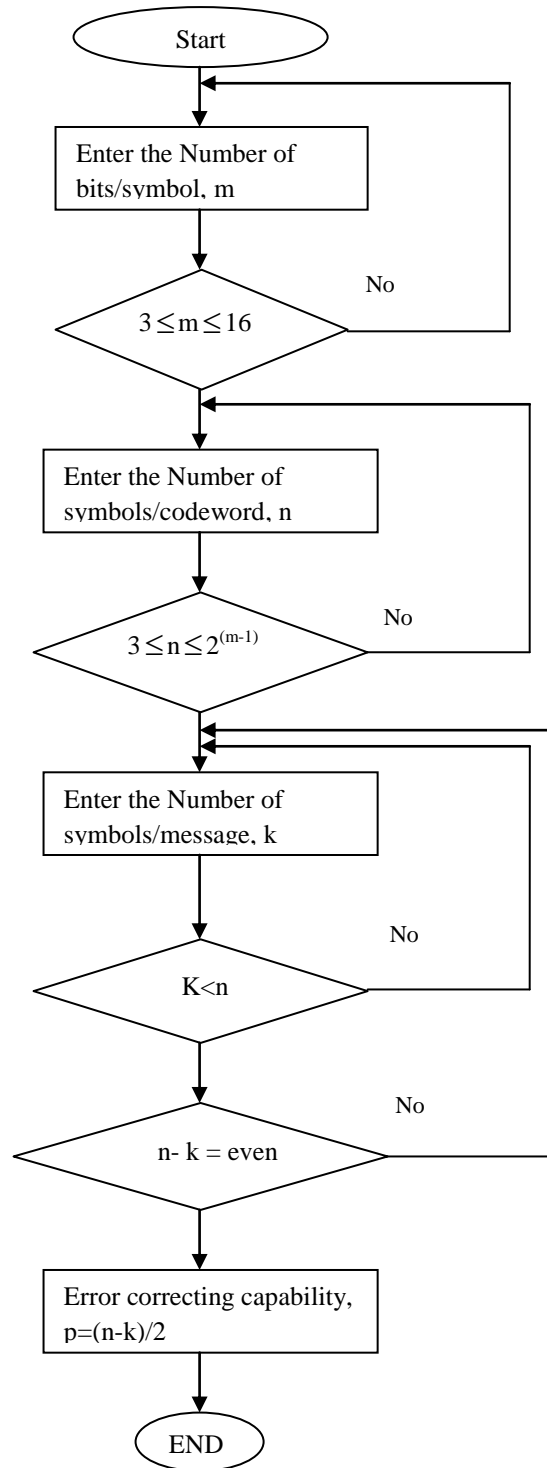 Start
Enter the Number of
bits/symbol, m
No
3 ≤ m ≤ 16
Enter the Number of
symbols/codeword, n
No
3 ≤ n ≤ 2^(m-1)
Enter the Number of
symbols/message, k
No
K<n
No
n- k = even
Error correcting capability,
p=(n-k)/2
END